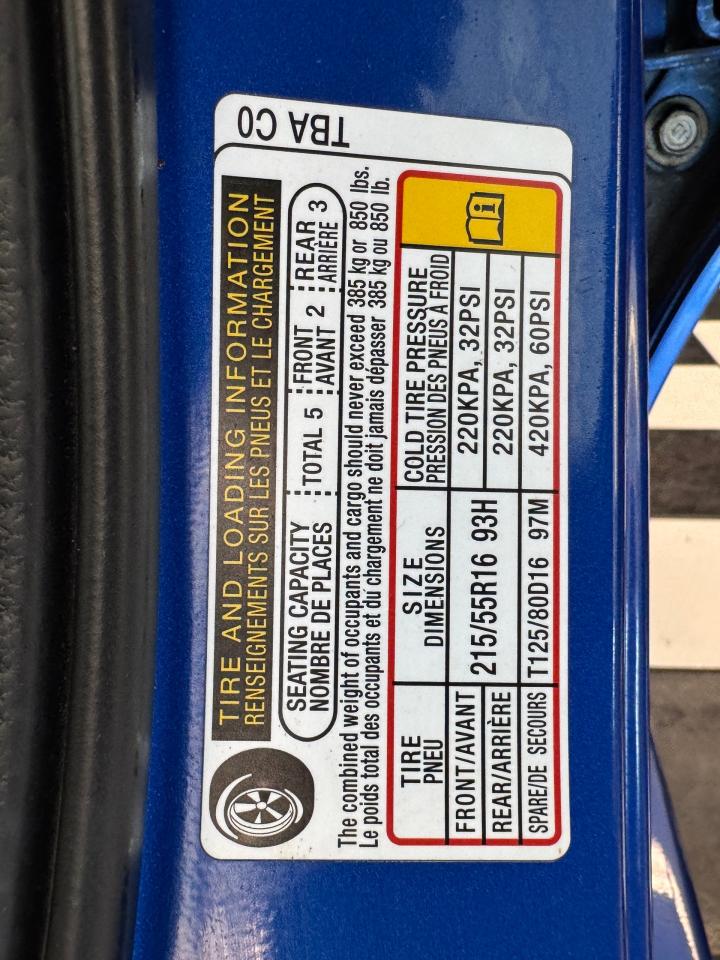 TBA C0
TIRE AND LOADING INFORMATION
RENSEIGNEMENTS SUR LES PNEUS ET LE CHARGEMENT
SEATING CAPACITY TOTAL 5 FRONT 2 REAR 3
NOMBRE DE PLACES AVANT ARRIÈRE
The combined weight of occupants and cargo should never exceed 385 kg or 850 lbs.
Le poids total des occupants et du chargement ne doit jamais dépasser 385 kg ou 850 lb.
TIRE SIZE COLD TIRE PRESSURE
PNEU DIMENSIONS PRESSION DES PNEUS A FROID
FRONT/AVANT 215/55R16 93H 220KPA, 32PSI
REAR/ARRIÈRE 220KPA, 32PSI
SPARE/DE SECOURS T125/80D16 97M 420KPA, 60PSI